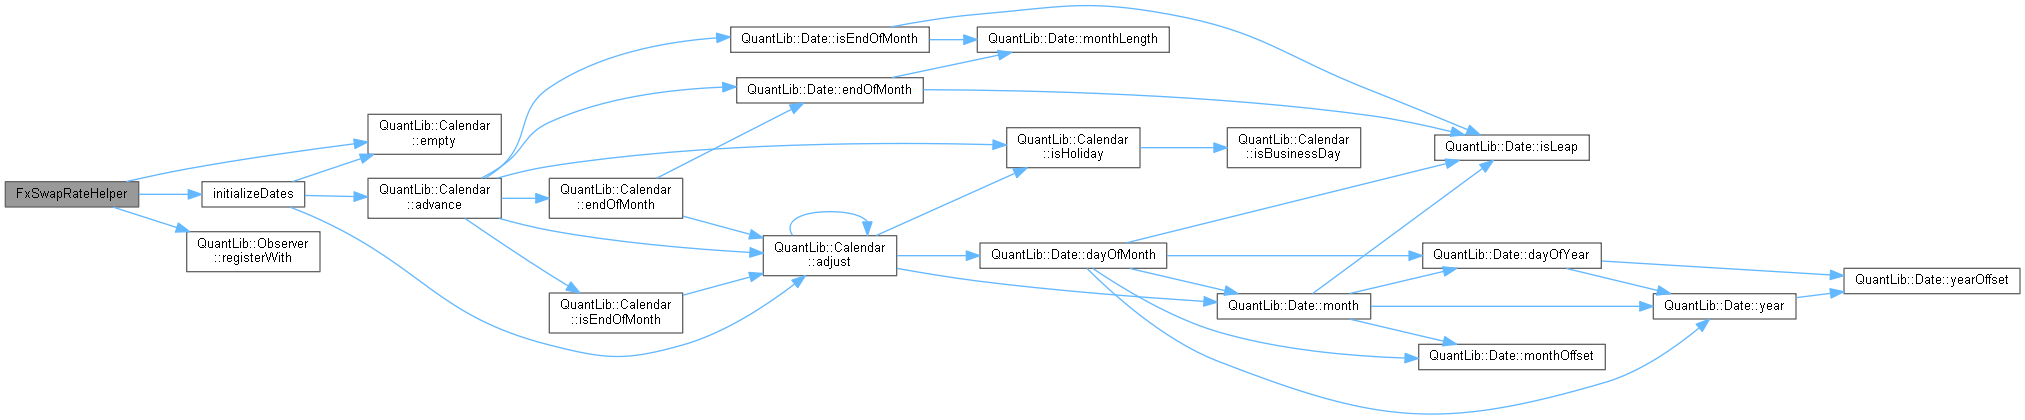 FxSwapRateHelper
initializeDates
QuantLib::Observer
::registerWith
QuantLib::Calendar
::empty
QuantLib::Calendar
::advance
QuantLib::Calendar
::endOfMonth
QuantLib::Calendar
::isEndOfMonth
QuantLib::Date::isEndOfMonth
QuantLib::Date::endOfMonth
QuantLib::Calendar
::adjust
QuantLib::Date::monthLength
QuantLib::Calendar
::isHoliday
QuantLib::Date::dayOfMonth
QuantLib::Calendar
::isBusinessDay
QuantLib::Date::month
QuantLib::Date::isLeap
QuantLib::Date::dayOfYear
QuantLib::Date::monthOffset
QuantLib::Date::year
QuantLib::Date::yearOffset